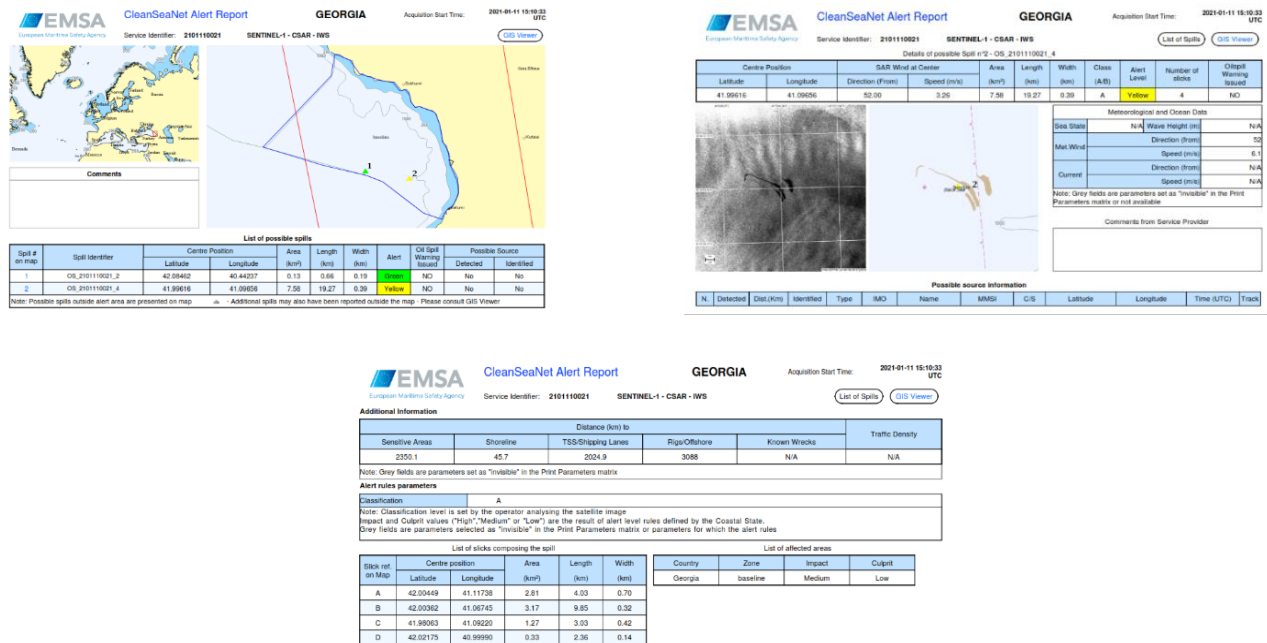 EMSA
European Maritime Safety Agency
CleanSeaNet Alert Report
GEORGIA
Acquisition Start Time:
2021-01-11 15:10:33
UTC
Service Identifier: 2101110021
SENTINEL-1 - CSAR - IWS
GIS Viewer
Comments
1
2
List of possible spills
Spill #
on map
Spill Identifier
Centre Position
Latitude
Longitude
Area
(km²)
Length
(km)
Width
(km)
Alert
Oil Spill
Warning
Issued
Possible Source
Detected
Identified
1 OS_2101110021_2 42.08462 40.44237 0.13 0.66 0.19 Green NO No No
2 OS_2101110021_4 41.99616 41.09656 7.58 19.27 0.39 Yellow NO No No
Note: Possible spills outside alert area are presented on map - Additional spills may also have been reported outside the map - Please consult GIS Viewer
EMSA
European Maritime Safety Agency
CleanSeaNet Alert Report
GEORGIA
Acquisition Start Time:
2021-01-11 15:10:33
UTC
Service Identifier: 2101110021
SENTINEL-1 - CSAR - IWS
List of Spills
GIS Viewer
Details of possible Spill n°2 - OS_2101110021_4
Centre Position
Latitude
Longitude
SAR Wind at Center
Direction (From)
Speed (m/s)
Area
(km²)
Length
(km)
Width
(km)
Class
(A/B)
Alert
Level
Number of
slicks
Oilspill
Warning
Issued
41.99616 41.09656 52.00 3.26 7.58 19.27 0.39 A Yellow 4 NO
2
Meteorological and Ocean Data
Sea State N/A Wave Height (m) N/A
Met.Wind
Direction (from) 52
Speed (m/s) 6.1
Current
Direction (from) N/A
Speed (m/s) N/A
Note: Grey fields are parameters set as "invisible" in the Print
Parameters matrix or not available
Comments from Service Provider
Possible source information
N. Detected Dist.(Km) Identified Type IMO Name MMSI C/S Latitude Longitude Time (UTC) Track
EMSA
European Maritime Safety Agency
CleanSeaNet Alert Report
GEORGIA
Acquisition Start Time:
2021-01-11 15:10:33
UTC
Service Identifier: 2101110021
SENTINEL-1 - CSAR - IWS
List of Spills
GIS Viewer
Additional Information
Distance (km) to
Traffic Density
Sensitive Areas Shoreline TSS/Shipping Lanes Rigs/Offshore Known Wrecks
2350.1 45.7 2024.9 3088 N/A N/A
Note: Grey fields are parameters set as "invisible" in the Print Parameters matrix
Alert rules parameters
Classification A
Note: Classification level is set by the operator analysing the satellite image
Impact and Culprit values ("High","Medium" or "Low") are the result of alert level rules defined by the Coastal State.
Grey fields are parameters selected as "invisible" in the Print Parameters matrix or parameters for which the alert rules
List of slicks composing the spill
Slick ref.
on Map
Centre position
Latitude
Longitude
Area
(km²)
Length
(km)
Width
(km)
A 42.00449 41.11738 2.81 4.03 0.70
B 42.00362 41.06745 3.17 9.85 0.32
C 41.98063 41.09220 1.27 3.03 0.42
D 42.02175 40.99990 0.33 2.36 0.14
List of affected areas
Country Zone Impact Culprit
Georgia baseline Medium Low